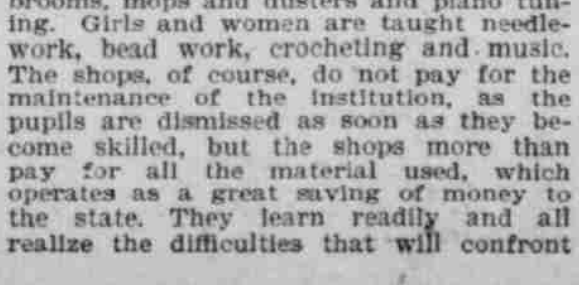 brooms, mops and dusters and piano tun-
ing. Girls and women are taught needle-
work, bead work, crocheting and music.
The shops, of course, do not pay for the
maintenance of the institution, as the
pupils are dismissed as soon as they be-
come skilled, but the shops more than
pay for all the material used, which
operates as a great saving of money to
the state. They learn readily and all
realize the difficulties that will confront